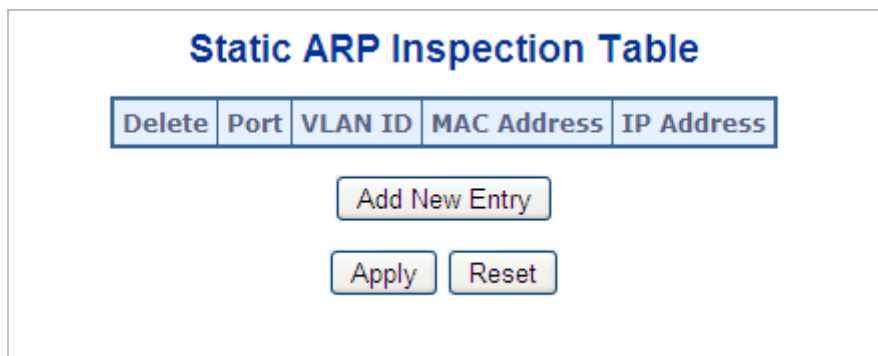 Static ARP Inspection Table
Delete Port VLAN ID MAC Address IP Address
Add New Entry
Apply Reset